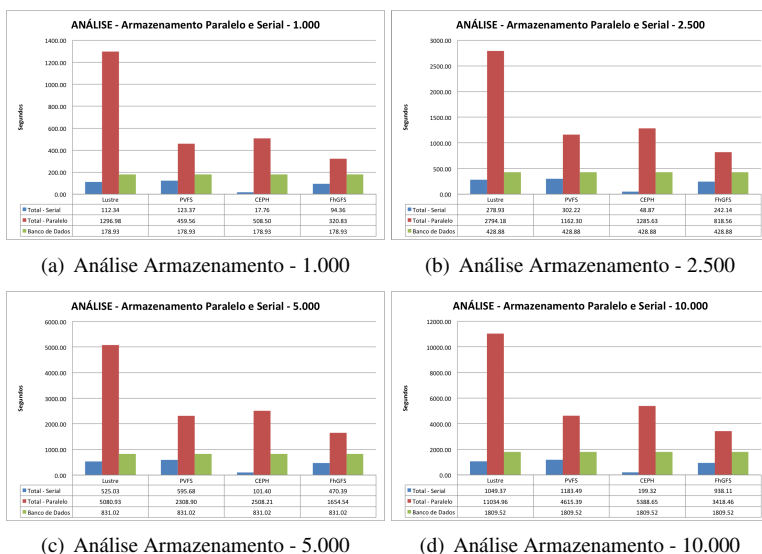 ANÁLISE - Armazenamento Paralelo e Serial - 1.000
1400.00
1200.00
1000.00
800.00
600.00
400.00
200.00
0.00
Segundos
Lustre PVFS CEPH FhGFS
Total - Serial 112.34 123.37 17.76 94.36
Total - Paralelo 1296.98 459.56 508.50 320.83
Banco de Dados 178.93 178.93 178.93 178.93
(a) Análise Armazenamento - 1.000
ANÁLISE - Armazenamento Paralelo e Serial - 2.500
3000.00
2500.00
2000.00
1500.00
1000.00
500.00
0.00
Segundos
Lustre PVFS CEPH FhGFS
Total - Serial 278.93 302.22 48.87 242.14
Total - Paralelo 2794.18 1162.30 1285.63 818.56
Banco de Dados 428.88 428.88 428.88 428.88
(b) Análise Armazenamento - 2.500
ANÁLISE - Armazenamento Paralelo e Serial - 5.000
6000.00
5000.00
4000.00
3000.00
2000.00
1000.00
0.00
Segundos
Lustre PVFS CEPH FhGFS
Total - Serial 525.03 595.68 101.40 470.39
Total - Paralelo 5080.93 2308.90 2508.21 1654.54
Banco de Dados 831.02 831.02 831.02 831.02
(c) Análise Armazenamento - 5.000
ANÁLISE - Armazenamento Paralelo e Serial - 10.000
12000.00
10000.00
8000.00
6000.00
4000.00
2000.00
0.00
Segundos
Lustre PVFS CEPH FhGFS
Total - Serial 1049.37 1183.49 199.32 938.11
Total - Paralelo 11034.96 4615.39 5388.65 3418.46
Banco de Dados 1809.52 1809.52 1809.52 1809.52
(d) Análise Armazenamento - 10.000